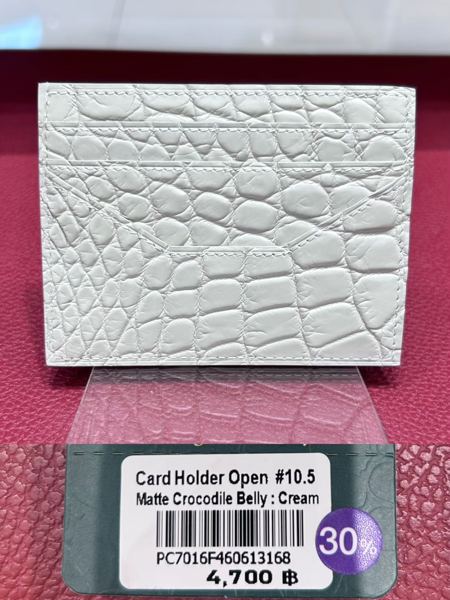 Card Holder Open #10.5
Matte Crocodile Belly : Cream
PC7016F460613168
4,700 ฿
30%